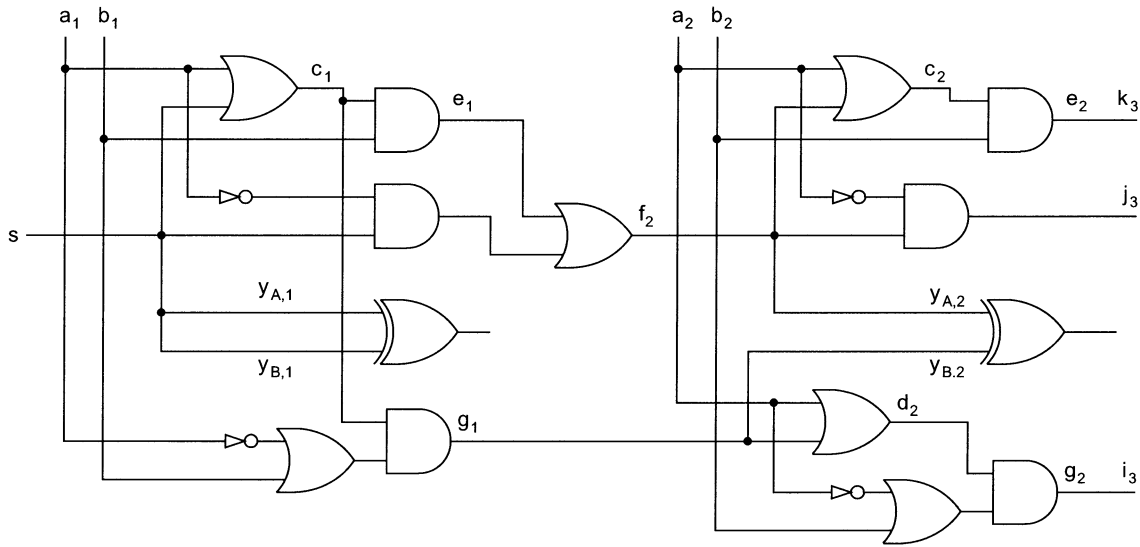 a1 b1 a2 b2
c1 e1 c2 e2 k3
j3
s f2
yA,1 yA,2
yB,1 yB.2
g1 d2
g2 i3